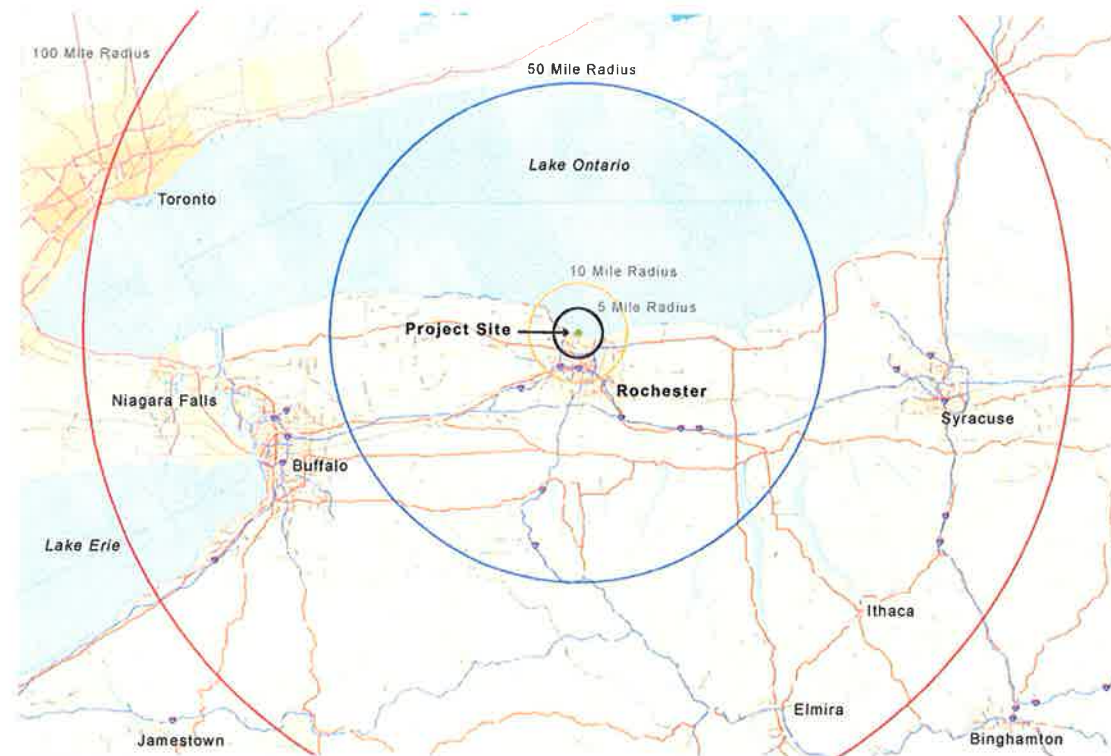 100 Mile Radius
50 Mile Radius
Lake Ontario
Toronto
10 Mile Radius
5 Mile Radius
Project Site
Niagara Falls
Rochester
Syracuse
Buffalo
Lake Erie
Ithaca
Elmira
Jamestown
Binghamton